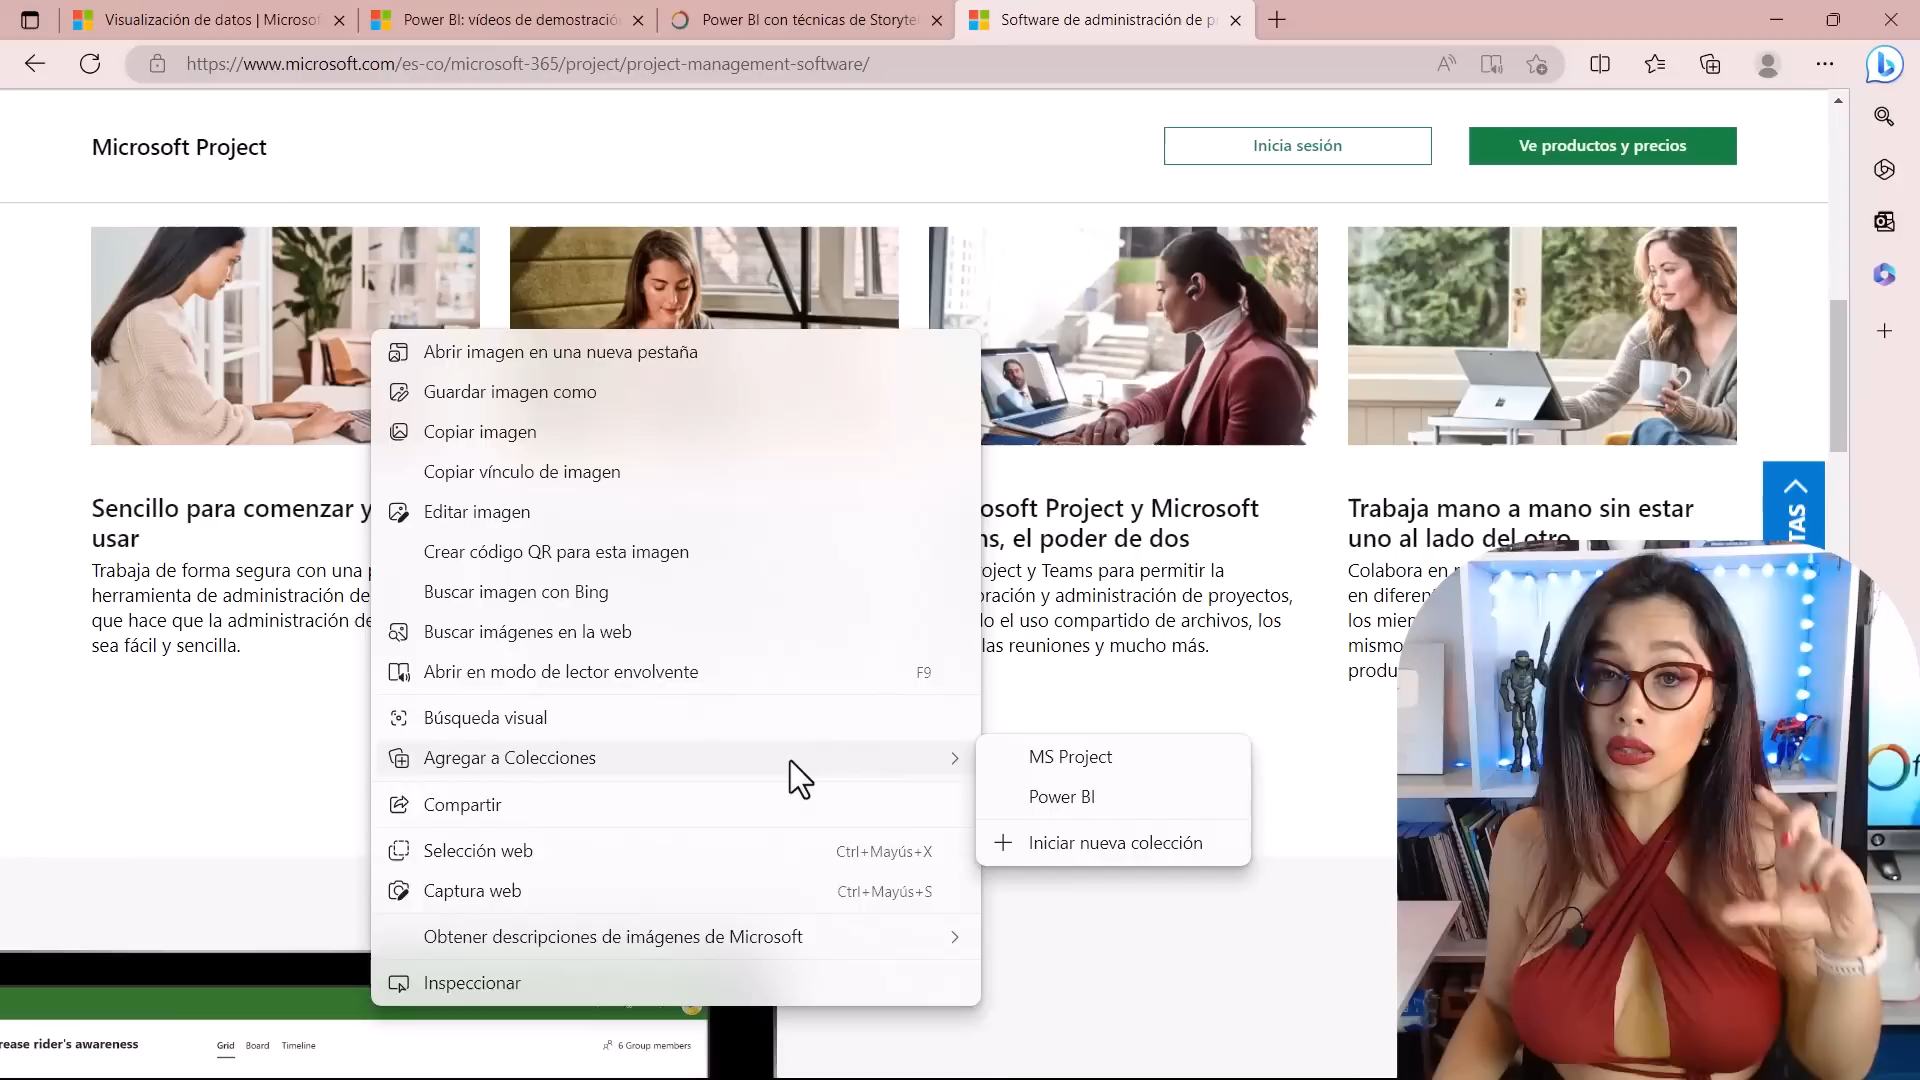 Visualización de datos | Microsof
Power BI: vídeos de demostració
Power BI con técnicas de Storyte
Software de administración de p
https://www.microsoft.com/es-co/microsoft-365/project/project-management-software/
Microsoft Project
Inicia sesión
Ve productos y precios
Sencillo para comenzar y
usar
Trabaja de forma segura con una
herramienta de administración de
que hace que la administración de
sea fácil y sencilla.
osoft Project y Microsoft
ns, el poder de dos
oject y Teams para permitir la
oración y administración de proyectos,
lo el uso compartido de archivos, los
las reuniones y mucho más.
Trabaja mano a mano sin estar
uno al lado del otro
Colabora en
en diferen
los mie
mismo
produ
TAS
Abrir imagen en una nueva pestaña
Guardar imagen como
Copiar imagen
Copiar vínculo de imagen
Editar imagen
Crear código QR para esta imagen
Buscar imagen con Bing
Buscar imágenes en la web
Abrir en modo de lector envolvente F9
Búsqueda visual
Agregar a Colecciones
Compartir
Selección web Ctrl+Mayús+X
Captura web Ctrl+Mayús+S
Obtener descripciones de imágenes de Microsoft
Inspeccionar
MS Project
Power BI
Iniciar nueva colección
rease rider's awareness
Grid Board Timeline
6 Group members